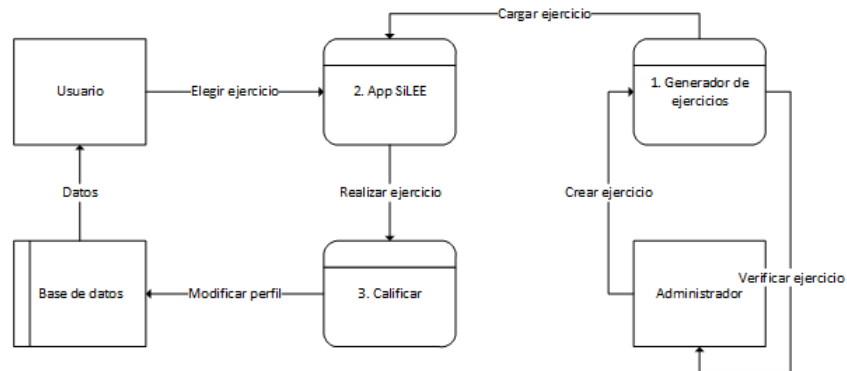 Cargar ejercicio
Usuario
Elegir ejercicio
2. App SiLEE
1. Generador de
ejercicios
Datos
Realizar ejercicio
Crear ejercicio
Base de datos
Modificar perfil
3. Calificar
Administrador
Verificar ejercicio